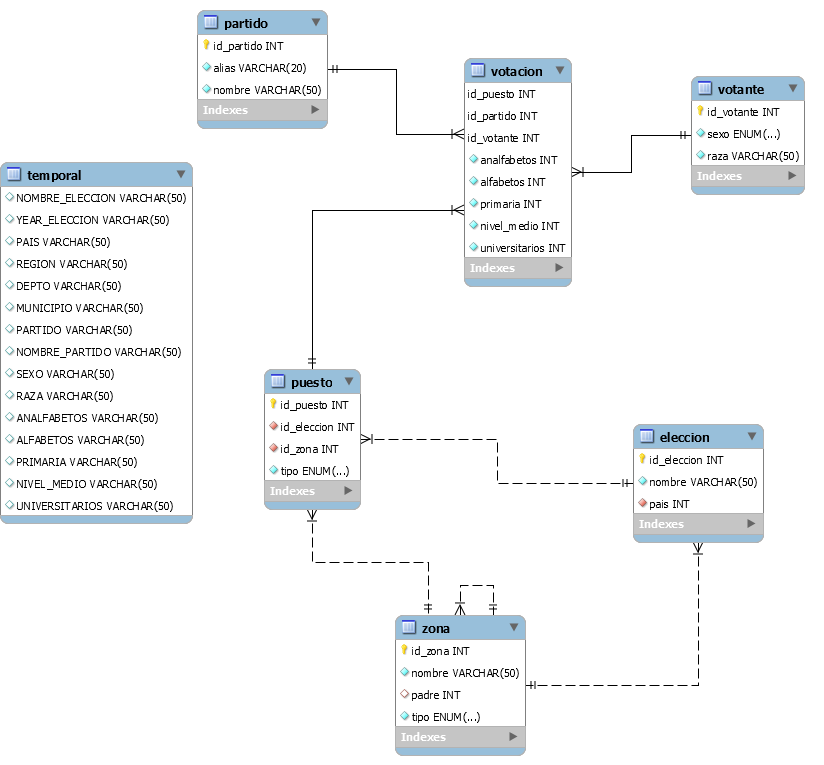 partido
id_partido INT
alias VARCHAR(20)
nombre VARCHAR(50)
Indexes
votacion
id_puesto INT
id_partido INT
id_votante INT
analfabetos INT
alfabetos INT
primaria INT
nivel_medio INT
universitarios INT
Indexes
votante
id_votante INT
sexo ENUM(...)
raza VARCHAR(50)
Indexes
temporal
NOMBRE_ELECCION VARCHAR(50)
YEAR_ELECCION VARCHAR(50)
PAIS VARCHAR(50)
REGION VARCHAR(50)
DEPTO VARCHAR(50)
MUNICIPIO VARCHAR(50)
PARTIDO VARCHAR(50)
NOMBRE_PARTIDO VARCHAR(50)
SEXO VARCHAR(50)
RAZA VARCHAR(50)
ANALFABETOS VARCHAR(50)
ALFABETOS VARCHAR(50)
PRIMARIA VARCHAR(50)
NIVEL_MEDIO VARCHAR(50)
UNIVERSITARIOS VARCHAR(50)
puesto
id_puesto INT
id_eleccion INT
id_zona INT
tipo ENUM(...)
Indexes
eleccion
id_eleccion INT
nombre VARCHAR(50)
pais INT
Indexes
zona
id_zona INT
nombre VARCHAR(50)
padre INT
tipo ENUM(...)
Indexes